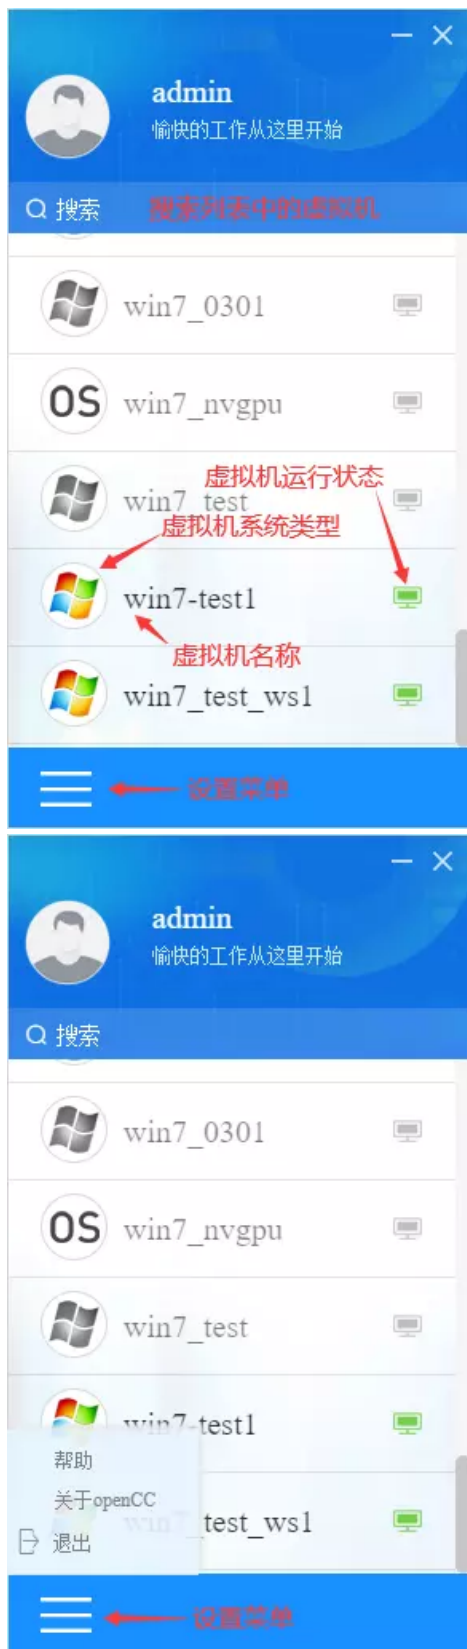 admin
愉快的工作从这里开始
搜索 搜索列表中的虚拟机
win7_0301
OS win7_nvgpu
虚拟机运行状态
win7_test
虚拟机系统类型
win7-test1
虚拟机名称
win7_test_ws1
设置菜单
admin
愉快的工作从这里开始
搜索
win7_0301
OS win7_nvgpu
win7_test
win7-test1
帮助
关于openCC
win7_test_ws1
退出
设置菜单